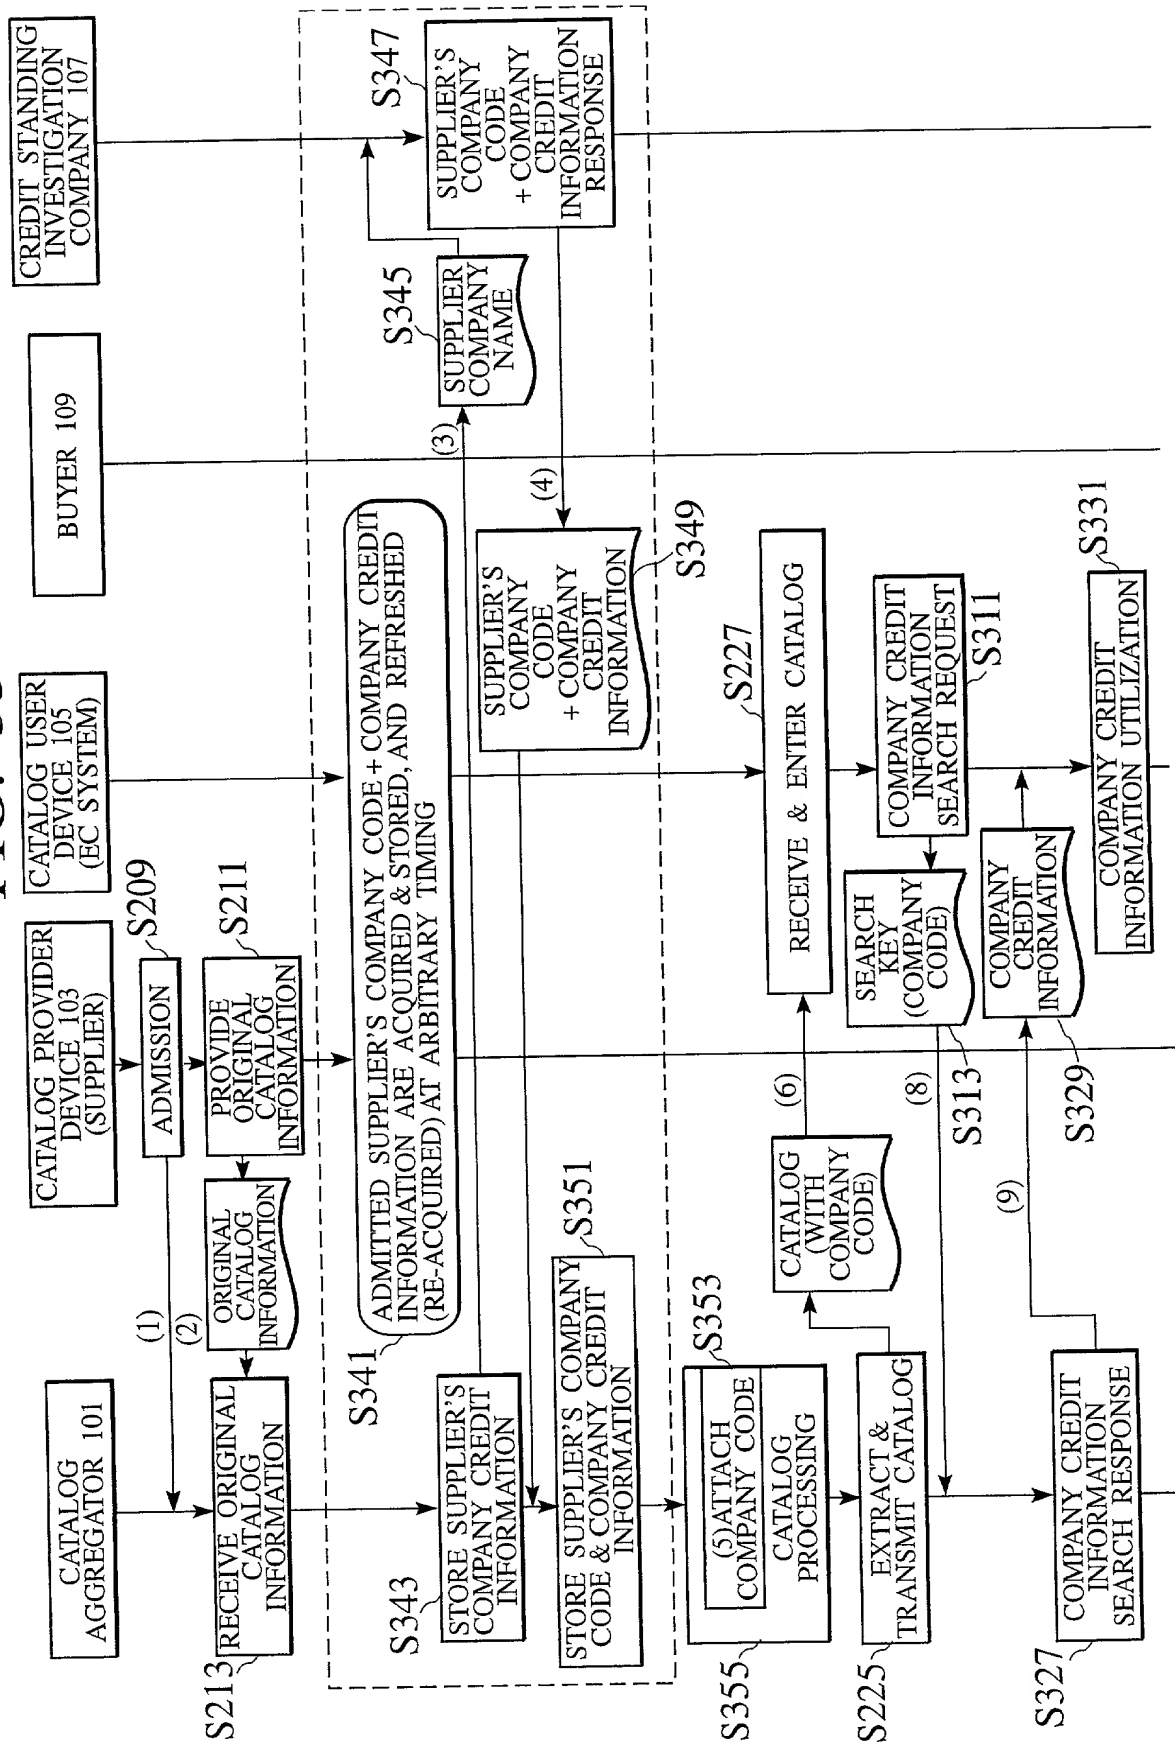 CATALOG
AGGREGATOR 101
CATALOG PROVIDER
DEVICE 103
(SUPPLIER)
CATALOG USER
DEVICE 105
(EC SYSTEM)
BUYER 109
CREDIT STANDING
INVESTIGATION
COMPANY 107
(1)
ADMISSION
S209
(2)
S213
RECEIVE ORIGINAL
CATALOG
INFORMATION
ORIGINAL
CATALOG
INFORMATION
PROVIDE
ORIGINAL
CATALOG
INFORMATION
S211
S341
ADMITTED SUPPLIER'S COMPANY CODE + COMPANY CREDIT
INFORMATION ARE ACQUIRED & STORED, AND REFRESHED
(RE-ACQUIRED) AT ARBITRARY TIMING
S343
STORE SUPPLIER'S
COMPANY CREDIT
INFORMATION
(3)
S345
SUPPLIER
COMPANY
NAME
S347
SUPPLIER'S
COMPANY
CODE
+ COMPANY
CREDIT
INFORMATION
RESPONSE
(4)
SUPPLIER'S
COMPANY
CODE
+ COMPANY
CREDIT
INFORMATION
S349
STORE SUPPLIER'S COMPANY
CODE & COMPANY CREDIT
INFORMATION
S351
S355
(5)ATTACH
COMPANY CODE
S353
CATALOG
PROCESSING
S225
EXTRACT &
TRANSMIT CATALOG
CATALOG
(WITH
COMPANY
CODE)
(6)
RECEIVE & ENTER CATALOG
S227
COMPANY CREDIT
INFORMATION
SEARCH REQUEST
S311
SEARCH
KEY
(COMPANY
CODE)
S313
(8)
S327
COMPANY CREDIT
INFORMATION
SEARCH RESPONSE
(9)
COMPANY
CREDIT
INFORMATION
S329
COMPANY CREDIT
INFORMATION UTILIZATION
S331